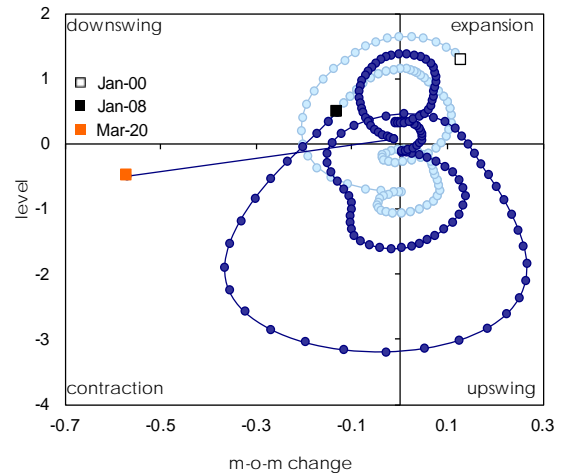 2
downswing
expansion
1
Jan-00
Jan-08
Mar-20
0
level
-1
-2
-3
contraction
upswing
-4
-0.7 -0.5 -0.3 -0.1 0.1 0.3
m-o-m change